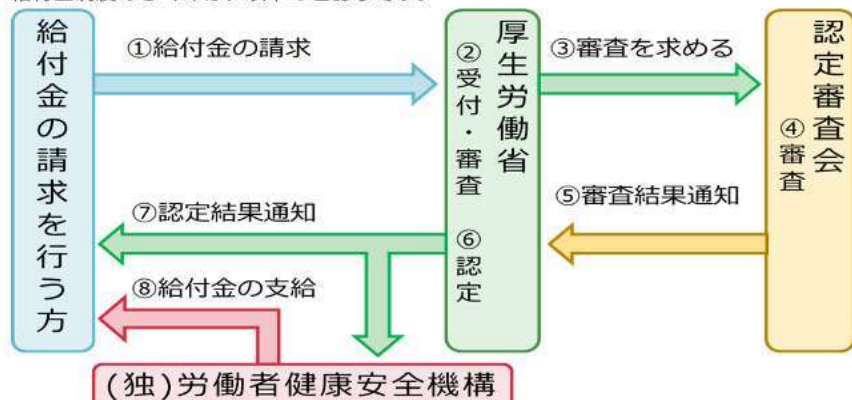 給付金の請求を行う方
①給付金の請求
厚生労働省
②受付・審査
③審査を求める
認定審査会
④審査
⑤審査結果通知
⑥認定
⑦認定結果通知
⑧給付金の支給
(独)労働者健康安全機構